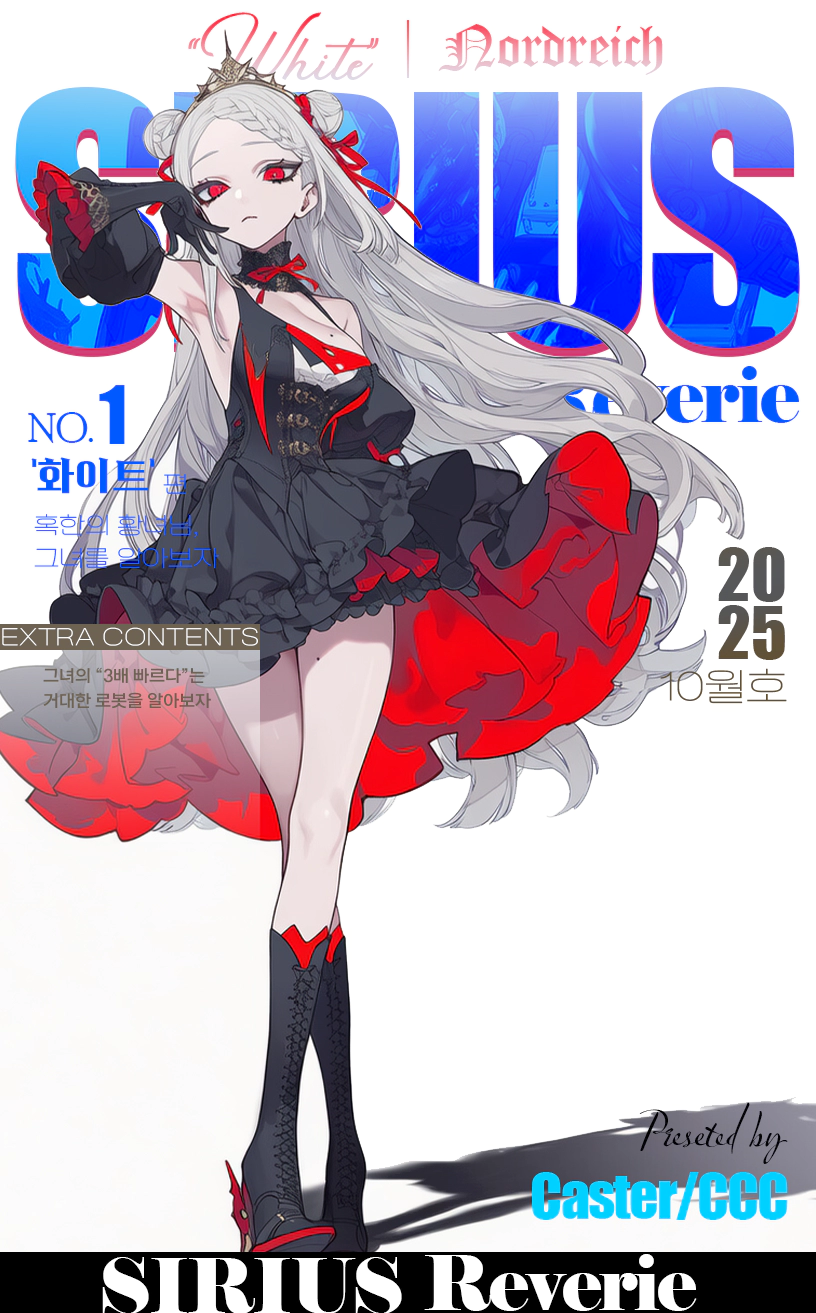 "White" | Nordreich
SIRIUS
Reverie
NO.1
'화이트' 편
혹한의 황녀님,
그녀를 알아보자
EXTRA CONTENTS
그녀의 “3배 빠르다”는
거대한 로봇을 알아보자
20
25
10월호
Preseted by
Caster/CCC
SIRIUS Reverie